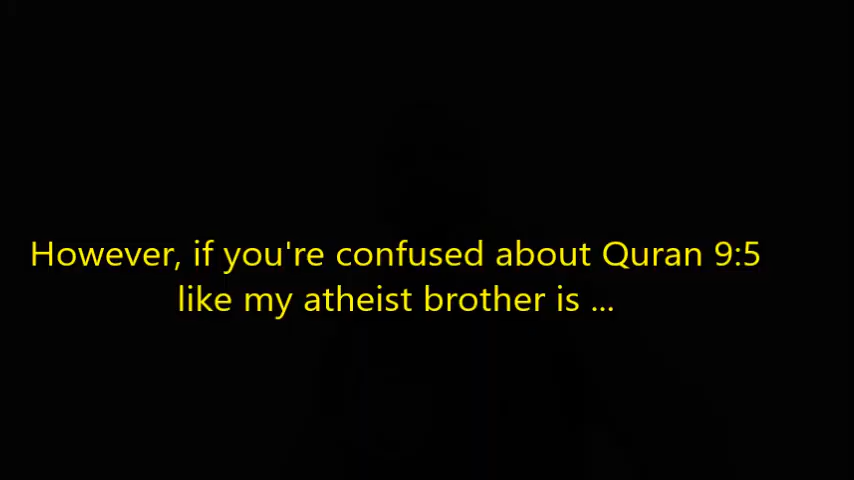 However, if you're confused about Quran 9:5
like my atheist brother is ...